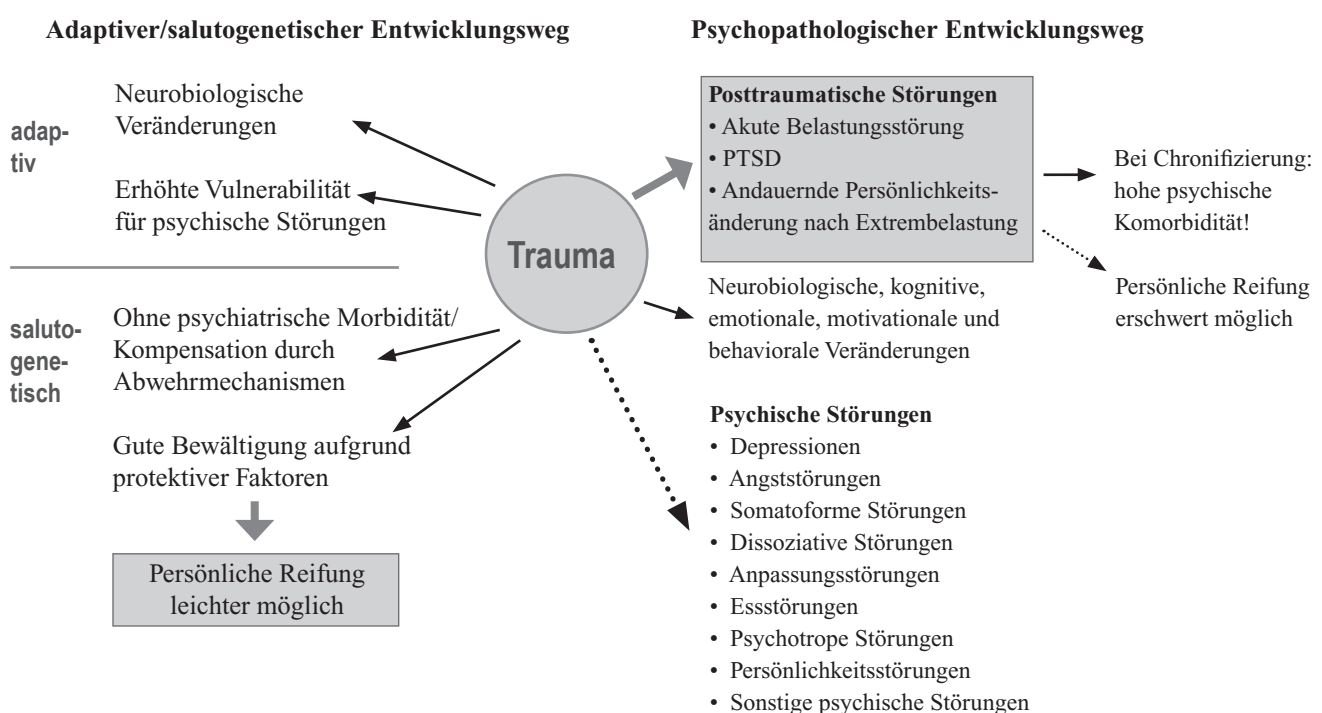 Adaptiver/salutogenetischer Entwicklungsweg
Psychopathologischer Entwicklungsweg
adap-
tiv
Neurobiologische
Veränderungen
Erhöhte Vulnerabilität
für psychische Störungen
saluto-
gene-
tisch
Ohne psychiatrische Morbidität/
Kompensation durch
Abwehrmechanismen
Gute Bewältigung aufgrund
protektiver Faktoren
Persönliche Reifung
leichter möglich
Trauma
Posttraumatische Störungen
• Akute Belastungsstörung
• PTSD
• Andauernde Persönlichkeits-
änderung nach Extrembelastung
Bei Chronifizierung:
hohe psychische
Komorbidität!
Persönliche Reifung
erschwert möglich
Neurobiologische, kognitive,
emotionale, motivationale und
behaviorale Veränderungen
Psychische Störungen
• Depressionen
• Angststörungen
• Somatoforme Störungen
• Dissoziative Störungen
• Anpassungsstörungen
• Essstörungen
• Psychotrope Störungen
• Persönlichkeitsstörungen
• Sonstige psychische Störungen